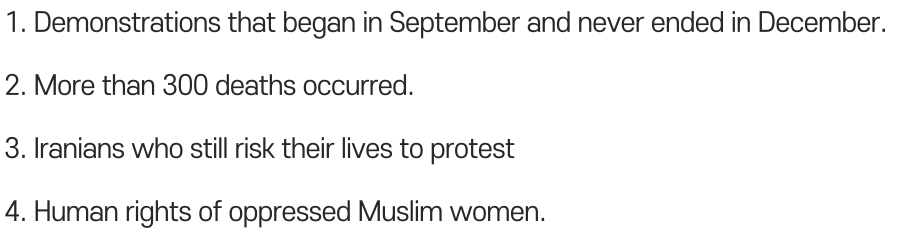 1. Demonstrations that began in September and never ended in December.
2. More than 300 deaths occurred.
3. Iranians who still risk their lives to protest
4. Human rights of oppressed Muslim women.